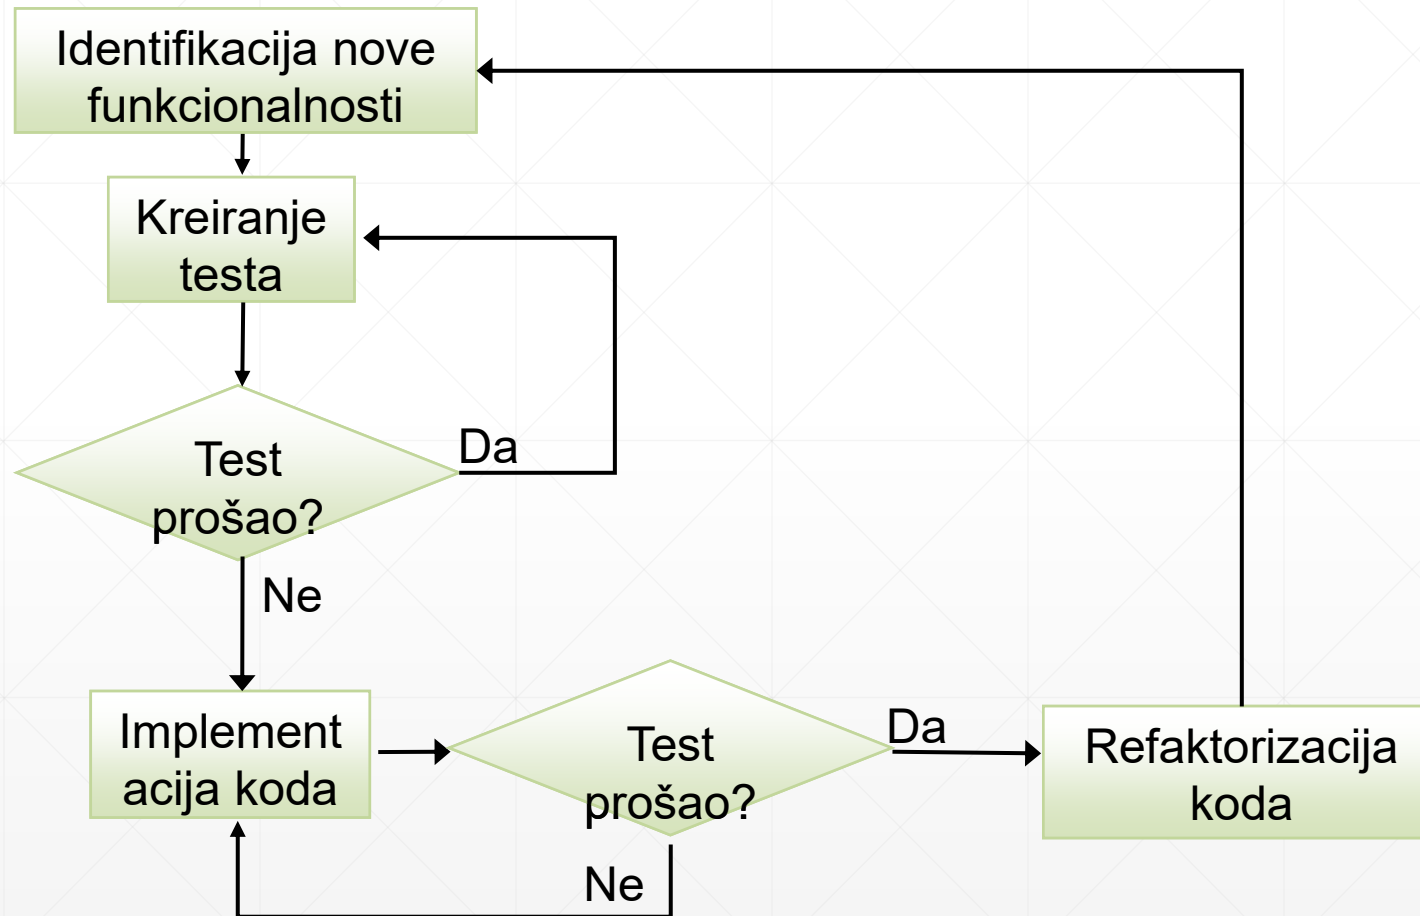 Identifikacija nove
funkcionalnosti
Kreiranje
testa
Test
prošao?
Da
Ne
Implement
acija koda
Test
prošao?
Da
Ne
Refaktorizacija
koda